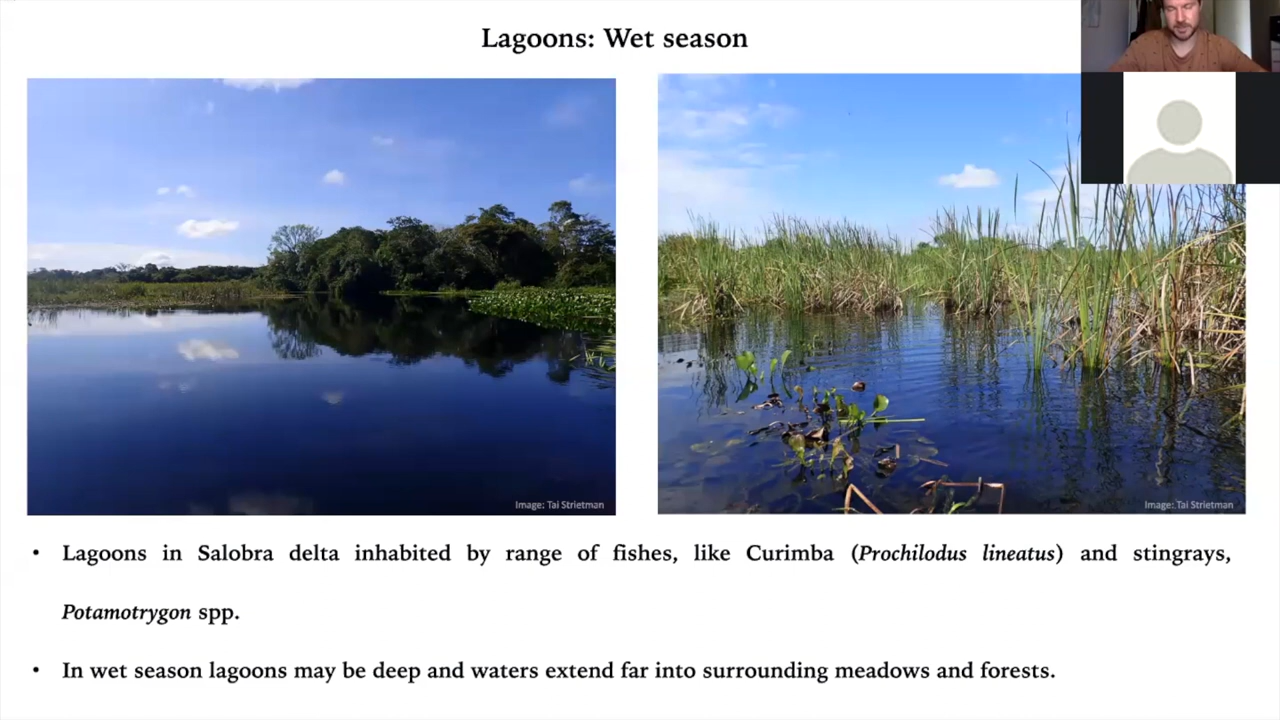 Lagoons: Wet season
Image: Tai Strietman
Image: Tai Strietman
• Lagoons in Salobra delta inhabited by range of fishes, like Curimba (Prochilodus lineatus) and stingrays,
Potamotrygon spp.
• In wet season lagoons may be deep and waters extend far into surrounding meadows and forests.